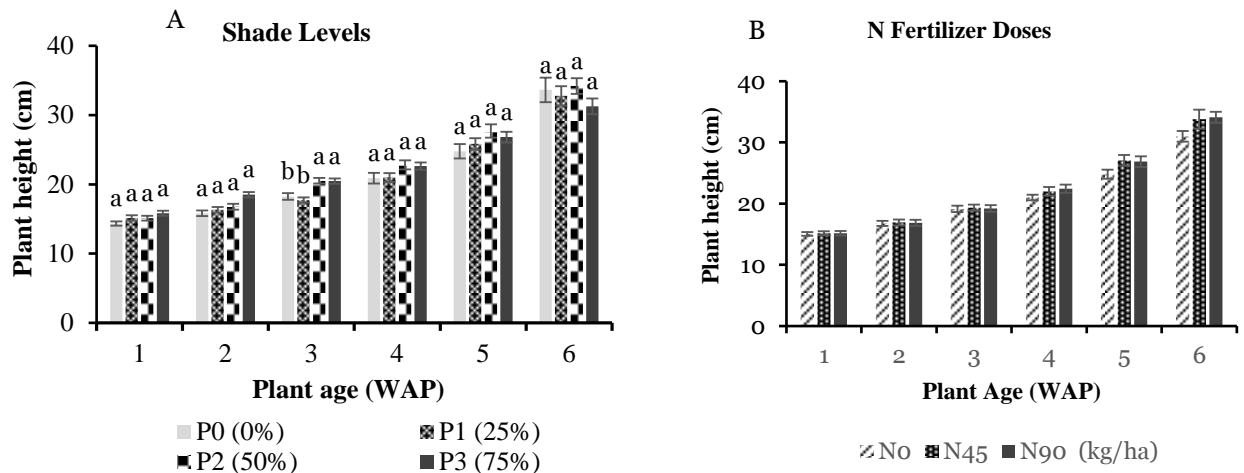 A
Shade Levels
40
30
20
10
0
Plant height (cm)
a a a a
a a a a
b b a a
a a a a
a a a a
a a a a
1 2 3 4 5 6
Plant age (WAP)
P0 (0%) P1 (25%)
P2 (50%) P3 (75%)
B
N Fertilizer Doses
40
30
20
10
0
Plant height (cm)
1 2 3 4 5 6
Plant Age (WAP)
N0 N45 N90 (kg/ha)